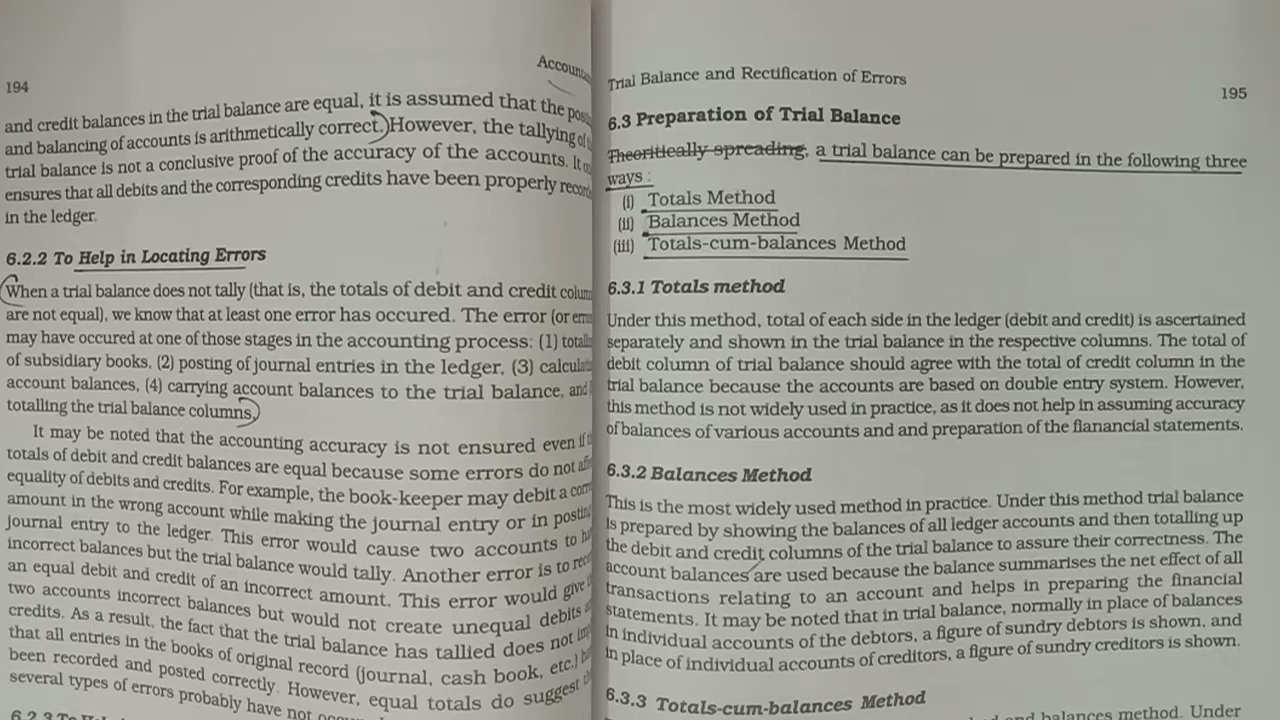 194
Accountan
and credit balances in the trial balance are equal, it is assumed that the
and balancing of accounts is arithmetically correct. However, the tallying of
trial balance is not a conclusive proof of the accuracy of the accounts. It
ensures that all debits and the corresponding credits have been properly
in the ledger.
6.2.2 To Help in Locating Errors
When a trial balance does not tally (that is, the totals of debit and credit colum
are not equal), we know that at least one error has occured. The error (or
may have occured at one of those stages in the accounting process: (1)
of subsidiary books, (2) posting of journal entries in the ledger, (3)
account balances, (4) carrying account balances to the trial balance, and
totalling the trial balance columns.
It may be noted that the accounting accuracy is not ensured even if
totals of debit and credit balances are equal because some errors do not
equality of debits and credits. For example, the book-keeper may debit a
amount in the wrong account while making the journal entry or in
journal entry to the ledger. This error would cause two accounts to
incorrect balances but the trial balance would tally. Another error is to
an equal debit and credit of an incorrect amount. This error would give
two accounts incorrect balances but would not create unequal debits
credits. As a result, the fact that the trial balance has tallied does not
that all entries in the books of original record (journal, cash book, etc.)
been recorded and posted correctly. However, equal totals do suggest
several types of errors probably have not
Trial Balance and Rectification of Errors
195
6.3 Preparation of Trial Balance
Theoritically spreading, a trial balance can be prepared in the following three
ways :
(i) Totals Method
(ii) Balances Method
(iii) Totals-cum-balances Method
6.3.1 Totals method
Under this method, total of each side in the ledger (debit and credit) is ascertained
separately and shown in the trial balance in the respective columns. The total of
debit column of trial balance should agree with the total of credit column in the
trial balance because the accounts are based on double entry system. However,
this method is not widely used in practice, as it does not help in assuming accuracy
of balances of various accounts and and preparation of the flanancial statements.
6.3.2 Balances Method
This is the most widely used method in practice. Under this method trial balance
is prepared by showing the balances of all ledger accounts and then totalling up
the debit and credit columns of the trial balance to assure their correctness. The
account balances are used because the balance summarises the net effect of all
transactions relating to an account and helps in preparing the financial
statements. It may be noted that in trial balance, normally in place of balances
in individual accounts of the debtors, a figure of sundry debtors is shown, and
in place of individual accounts of creditors, a figure of sundry creditors is shown.
6.3.3 Totals-cum-balances Method
balances method. Under